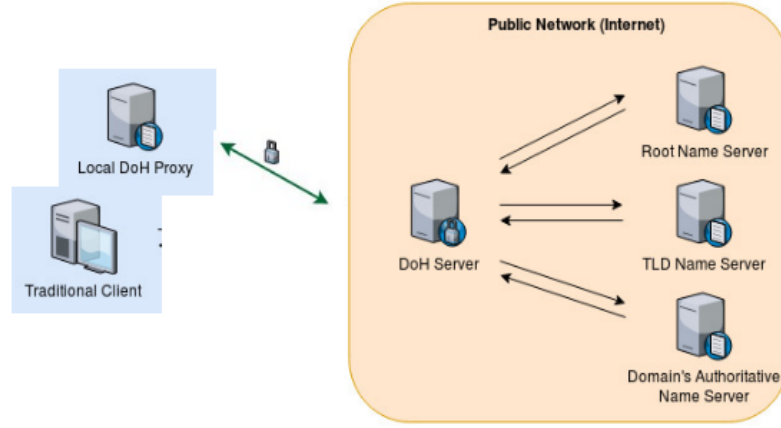 Public Network (Internet)
Local DoH Proxy
Root Name Server
Traditional Client
DoH Server
TLD Name Server
Domain's Authoritative
Name Server